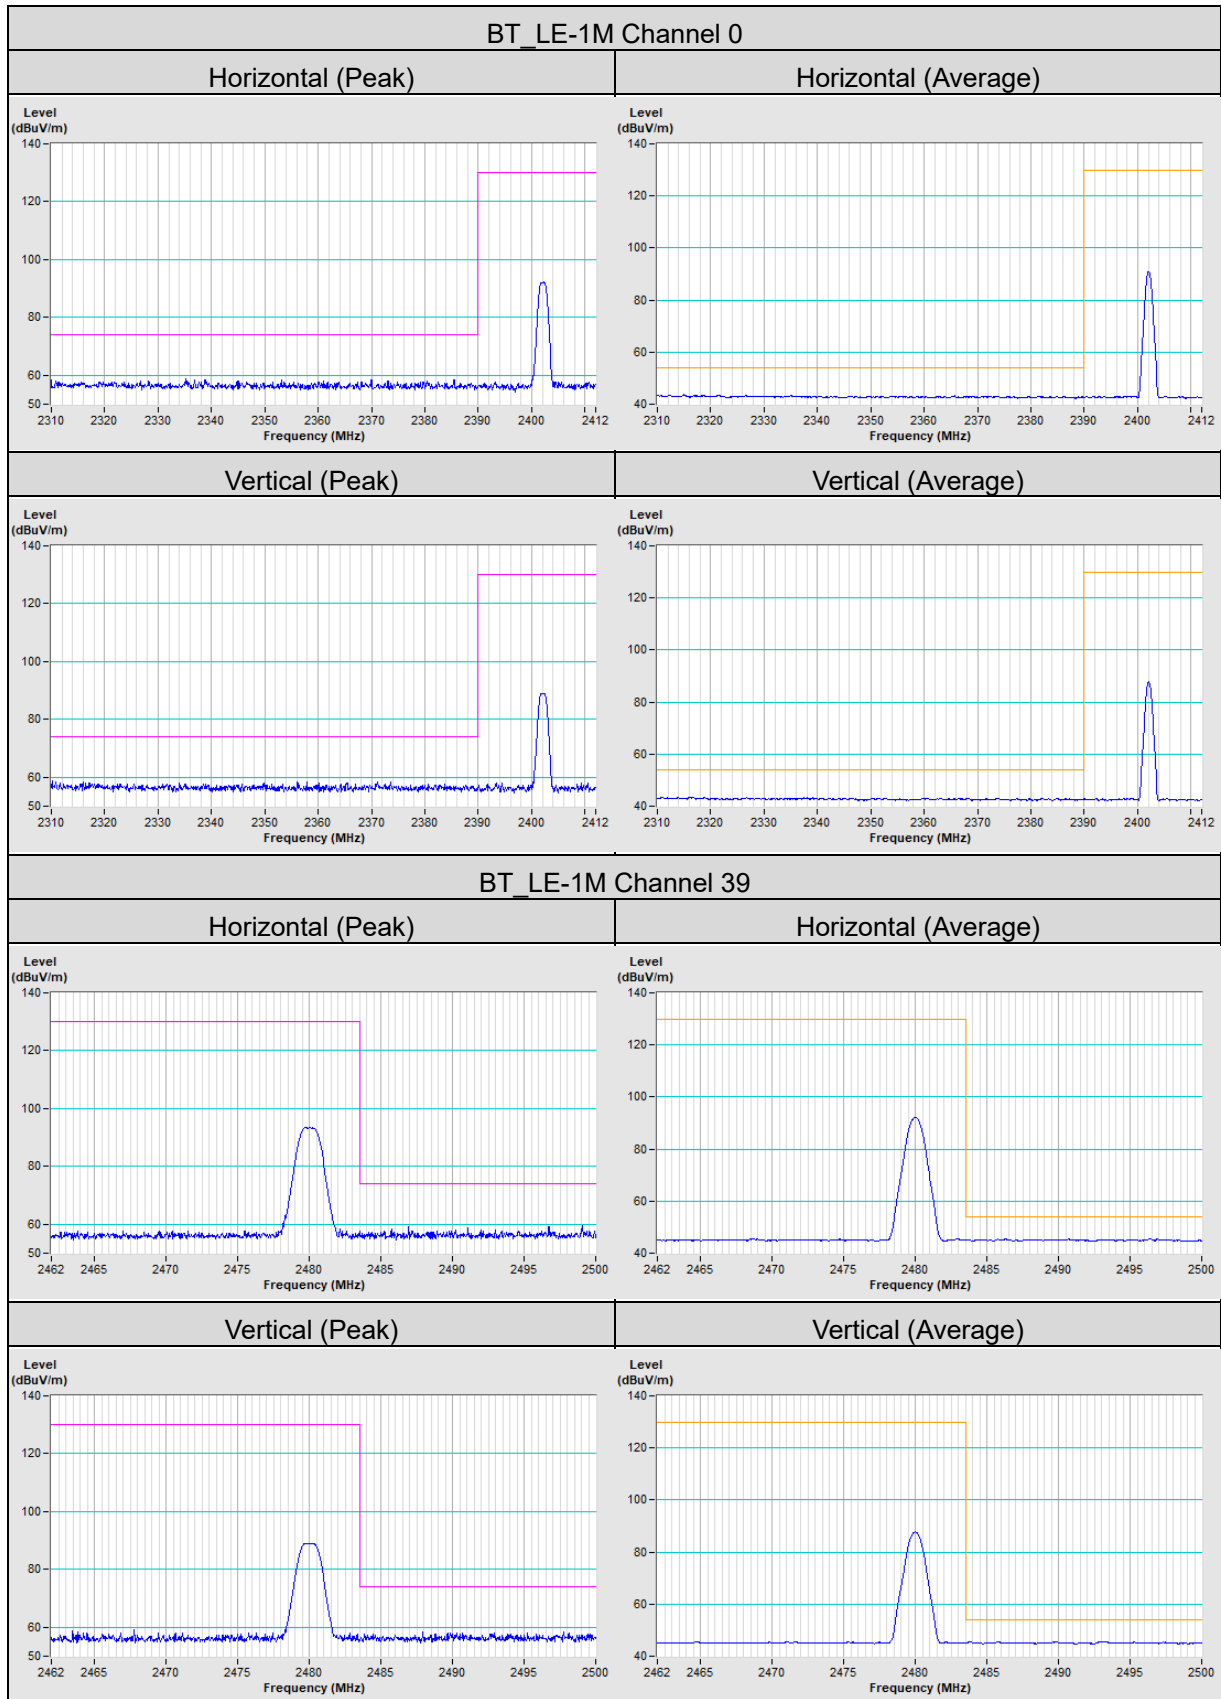 BT_LE-1M Channel 0
Horizontal (Peak)
Horizontal (Average)
Level
(dBuV/m)
140
120
100
80
60
50
2310 2320 2330 2340 2350 2360 2370 2380 2390 2400 2412
Frequency (MHz)
Level
(dBuV/m)
140
120
100
80
60
40
2310 2320 2330 2340 2350 2360 2370 2380 2390 2400 2412
Frequency (MHz)
Vertical (Peak)
Vertical (Average)
Level
(dBuV/m)
140
120
100
80
60
50
2310 2320 2330 2340 2350 2360 2370 2380 2390 2400 2412
Frequency (MHz)
Level
(dBuV/m)
140
120
100
80
60
40
2310 2320 2330 2340 2350 2360 2370 2380 2390 2400 2412
Frequency (MHz)
BT_LE-1M Channel 39
Horizontal (Peak)
Horizontal (Average)
Level
(dBuV/m)
140
120
100
80
60
50
2462 2465 2470 2475 2480 2485 2490 2495 2500
Frequency (MHz)
Level
(dBuV/m)
140
120
100
80
60
40
2462 2465 2470 2475 2480 2485 2490 2495 2500
Frequency (MHz)
Vertical (Peak)
Vertical (Average)
Level
(dBuV/m)
140
120
100
80
60
50
2462 2465 2470 2475 2480 2485 2490 2495 2500
Frequency (MHz)
Level
(dBuV/m)
140
120
100
80
60
40
2462 2465 2470 2475 2480 2485 2490 2495 2500
Frequency (MHz)